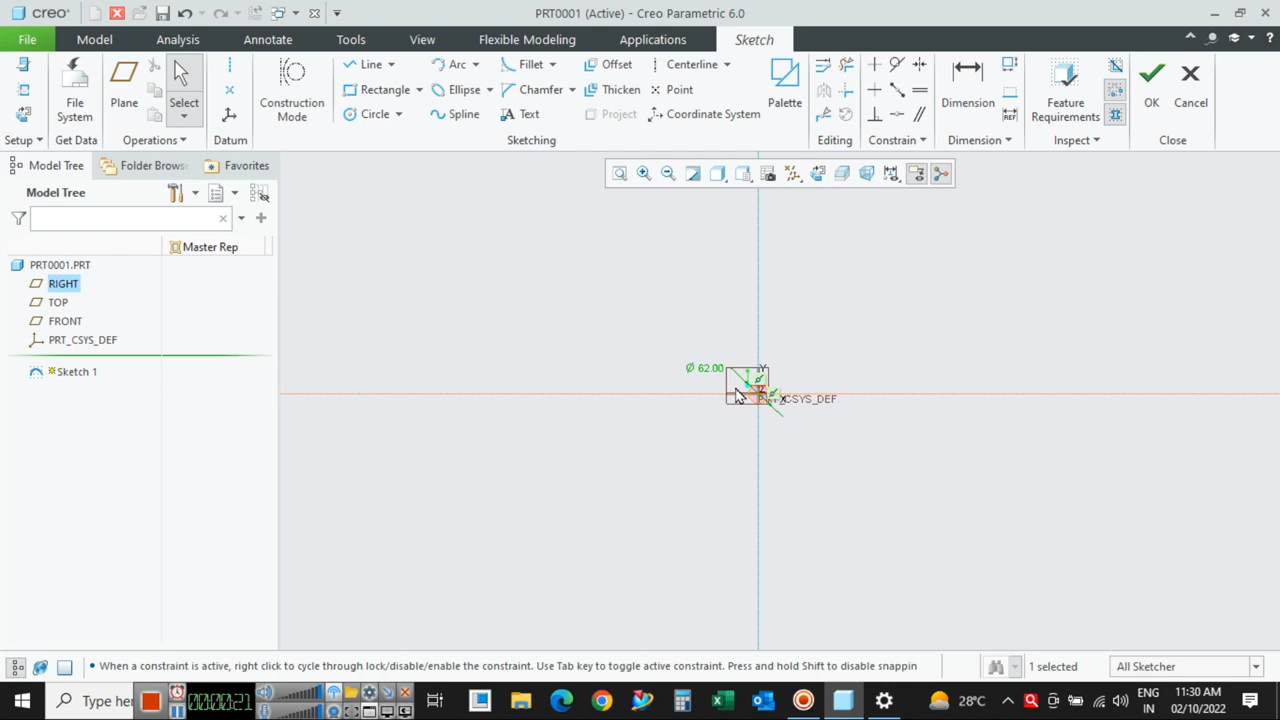 creo° PRT0001 (Active) - Creo Parametric 6.0
File Model Analysis Annotate Tools View Flexible Modeling Applications Sketch
Line Arc Fillet Offset Centerline
Rectangle Ellipse Chamfer Thicken Point
Circle Spline Text Project Coordinate System
File System Plane Select Construction Mode Palette Dimension Feature Requirements OK Cancel
Setup Get Data Operations Datum Sketching Editing Constrain Dimension Inspect Close
Model Tree Folder Brows Favorites
Model Tree
Master Rep
PRT0001.PRT
RIGHT
TOP
FRONT
PRT_CSYS_DEF
Sketch 1
Ø 62.00 Y
CSYS_DEF
When a constraint is active, right click to cycle through lock/disable/enable the constraint. Use Tab key to toggle active constraint. Press and hold Shift to disable snappin 1 selected All Sketcher
Type her 00:00:21 28°C ENG IN 11:30 AM 02/10/2022